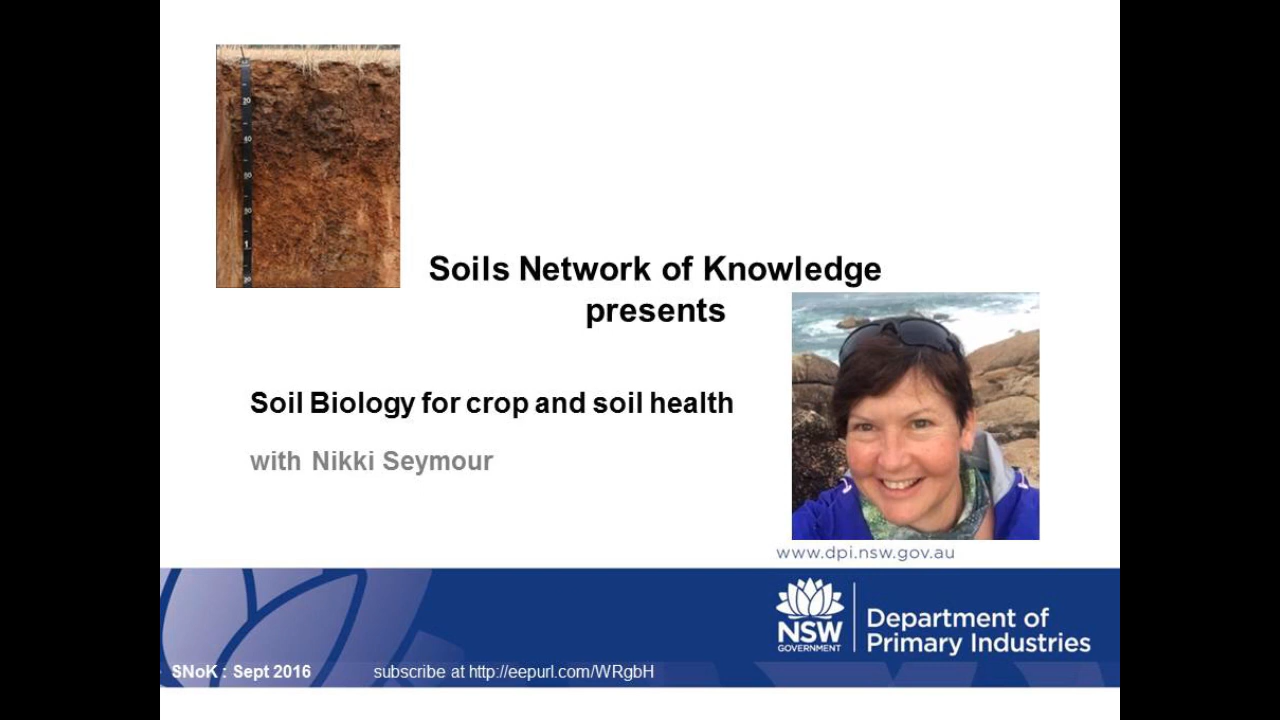 Soils Network of Knowledge
presents
Soil Biology for crop and soil health
with Nikki Seymour
www.dpi.nsw.gov.au
NSW
GOVERNMENT
Department of
Primary Industries
SNoK : Sept 2016
subscribe at http://eepurl.com/WRgbH